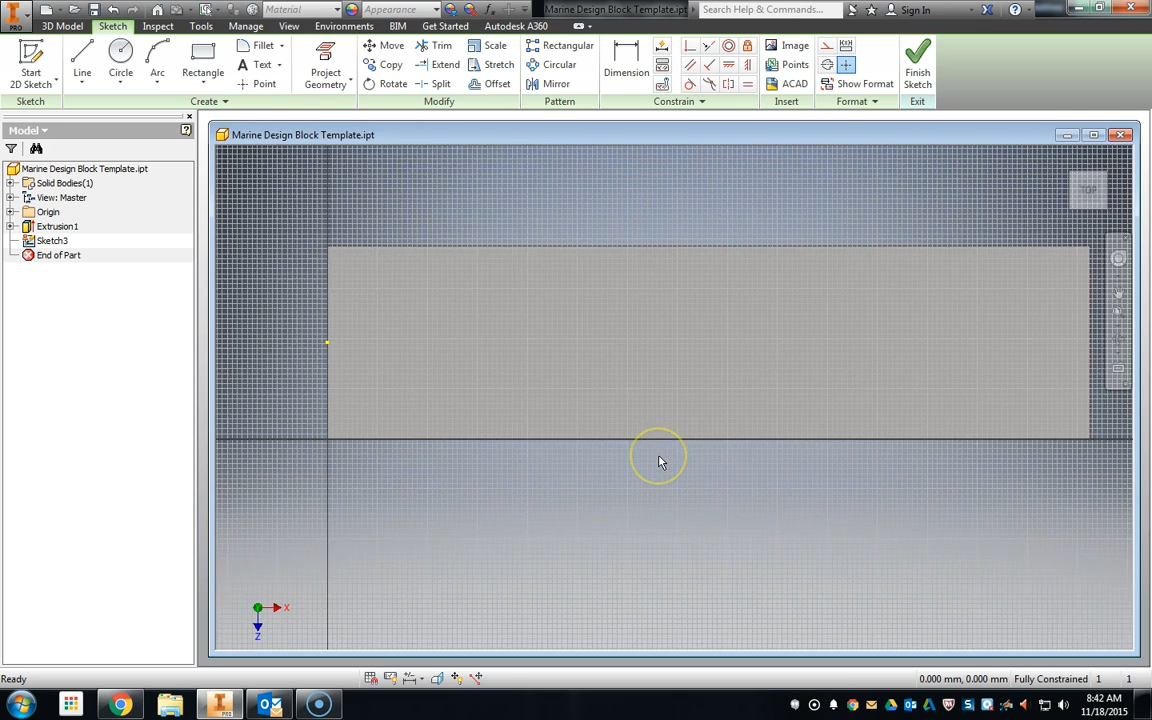 Material
Appearance
Marine Design Block Template.ipt
Search Help & Commands...
Sign In
PRO
3D Model
Sketch
Inspect
Tools
Manage
View
Environments
BIM
Get Started
Autodesk A360
Start
2D Sketch
Line
Circle
Arc
Rectangle
Fillet
Text
Point
Project
Geometry
Move
Copy
Rotate
Trim
Extend
Split
Scale
Stretch
Offset
Rectangular
Circular
Mirror
Dimension
Image
Points
ACAD
Show Format
Finish
Sketch
Sketch
Create
Modify
Pattern
Constrain
Insert
Format
Exit
Model
Marine Design Block Template.ipt
Solid Bodies(1)
View: Master
Origin
Extrusion1
Sketch3
End of Part
Marine Design Block Template.ipt
TOP
X
Z
Ready
0.000 mm, 0.000 mm
Fully Constrained
1
1
PRO
8:42 AM
11/18/2015